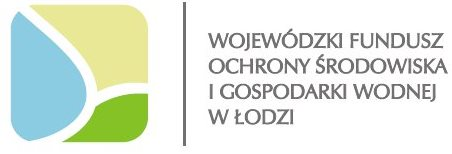 WOJEWÓDZKI FUNDUSZ
OCHRONY ŚRODOWISKA
I GOSPODARKI WODNEJ
W ŁODZI